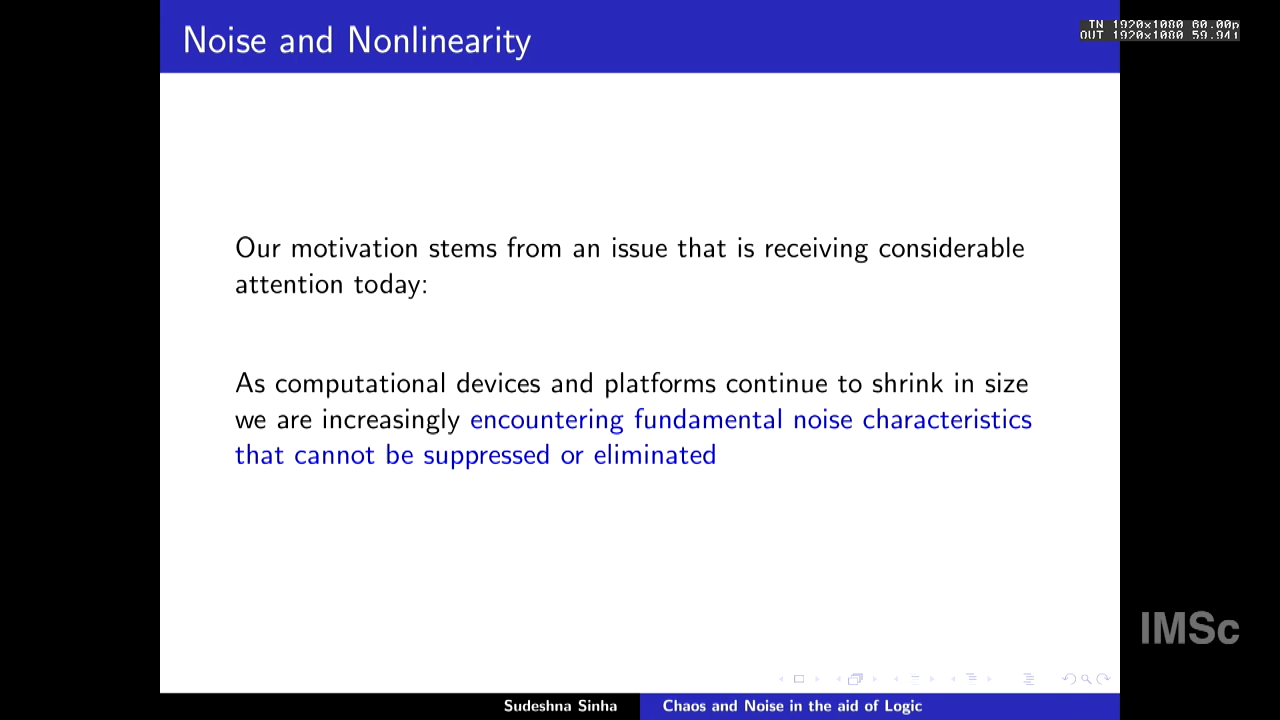 Noise and Nonlinearity
IN 1920x1080 60.00p
OUT 1920x1080 59.94i
Our motivation stems from an issue that is receiving considerable
attention today:
As computational devices and platforms continue to shrink in size
we are increasingly encountering fundamental noise characteristics
that cannot be suppressed or eliminated
IMSc
Sudeshna Sinha
Chaos and Noise in the aid of Logic